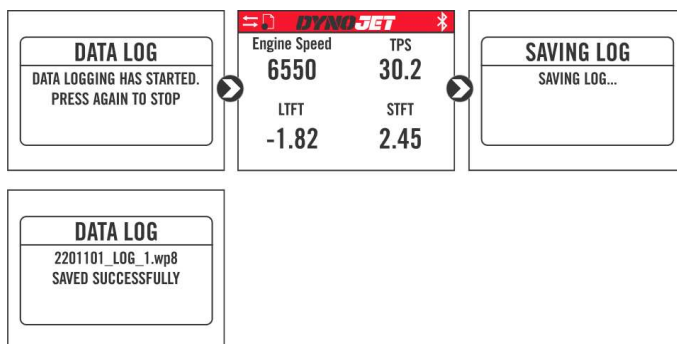 DATA LOG
DATA LOGGING HAS STARTED.
PRESS AGAIN TO STOP
DYNOJET
Engine Speed TPS
6550 30.2
LTFT STFT
-1.82 2.45
SAVING LOG
SAVING LOG...
DATA LOG
2201101_LOG_1.wp8
SAVED SUCCESSFULLY